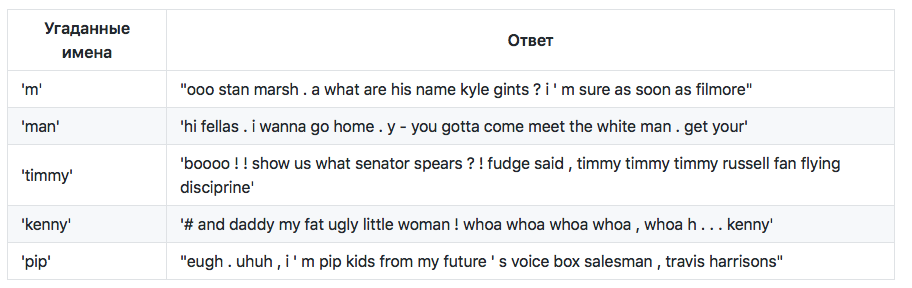 Угаданные
имена
Ответ
'm'
"ooo stan marsh . a what are his name kyle gints ? i ' m sure as soon as filmore"
'man'
'hi fellas . i wanna go home . y - you gotta come meet the white man . get your'
'timmy'
'boooo ! ! show us what senator spears ? ! fudge said , timmy timmy timmy russell fan flying
disciprine'
'kenny'
'# and daddy my fat ugly little woman ! whoa whoa whoa whoa , whoa h . . . kenny'
'pip'
"eugh . uhuh , i ' m pip kids from my future ' s voice box salesman , travis harrisons"